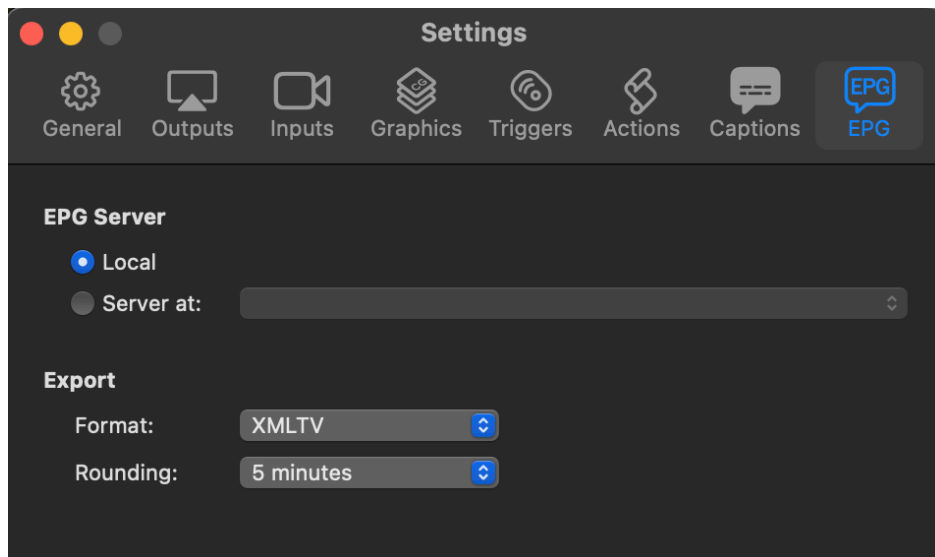 Settings
General Outputs Inputs CG Graphics Triggers Actions Captions EPG EPG
EPG Server
Local
Server at:
Export
Format: XMLTV
Rounding: 5 minutes